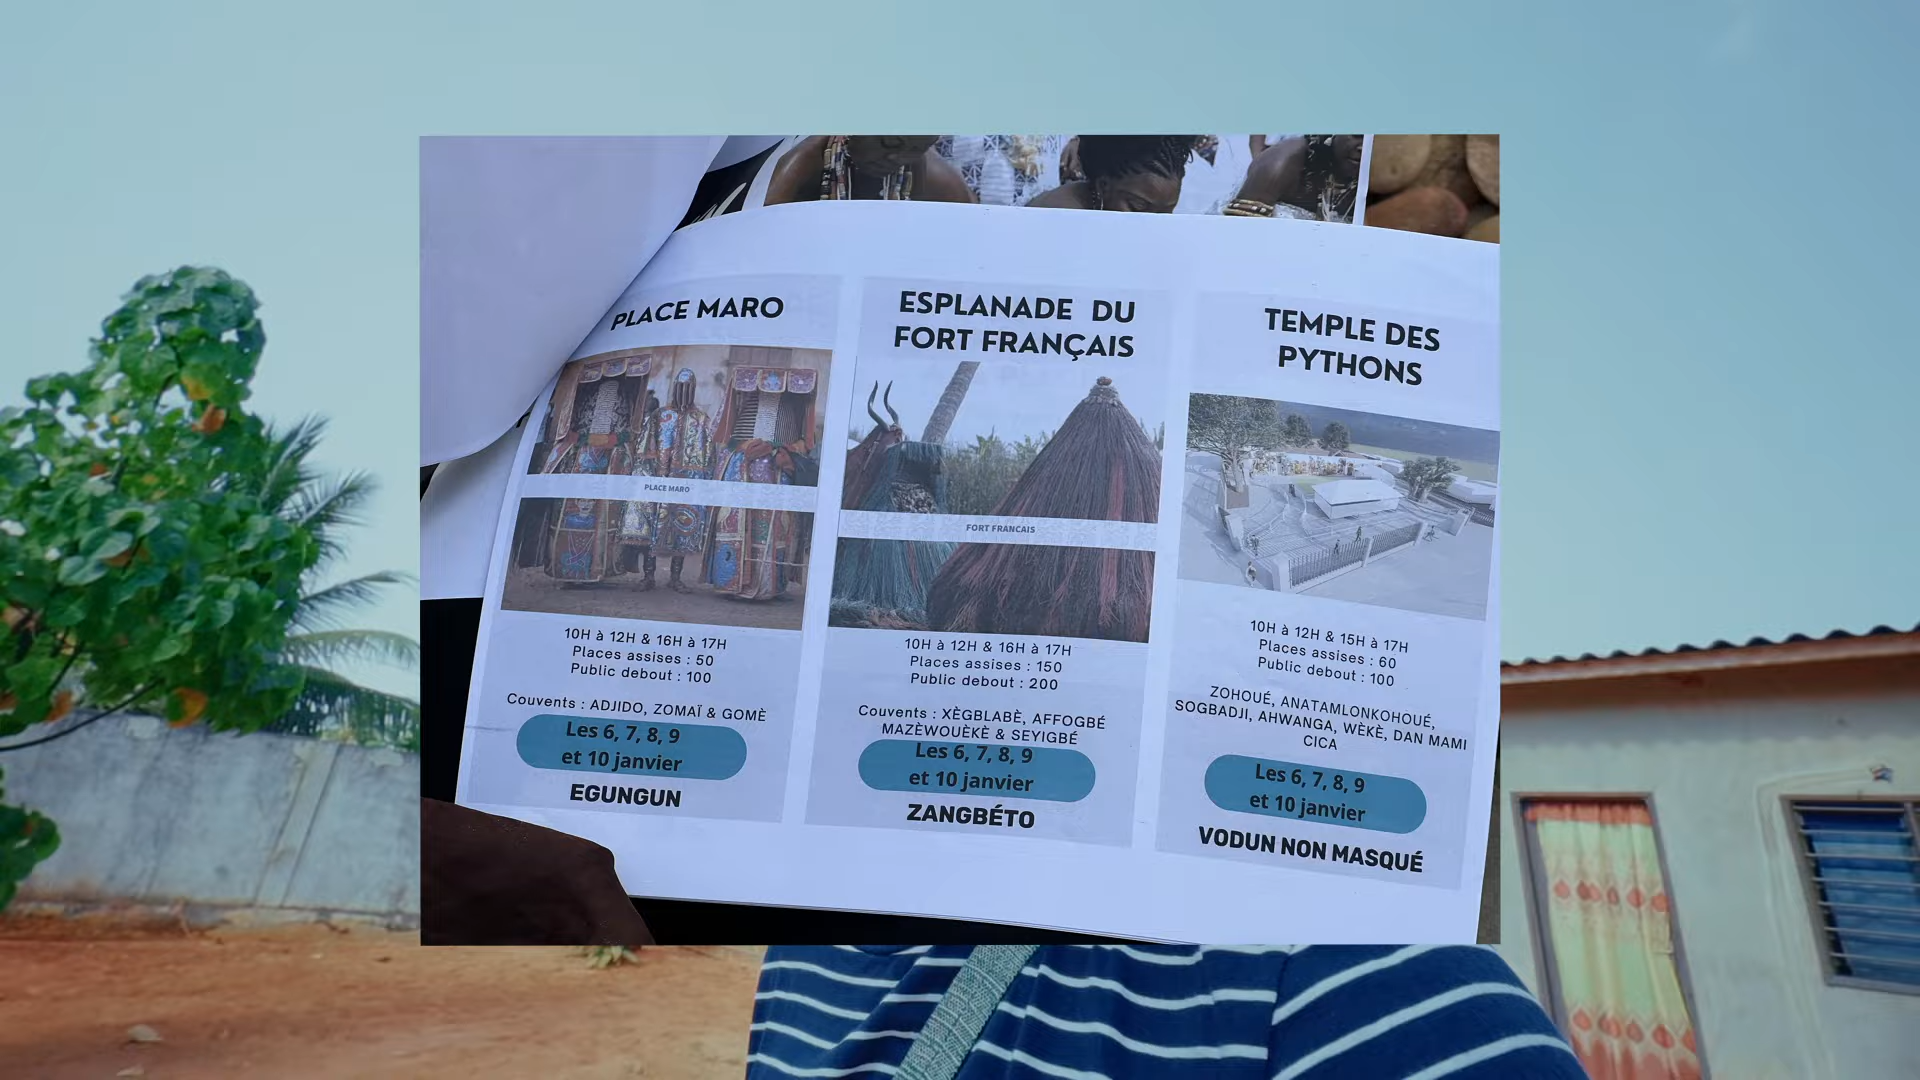 PLACE MARO
PLACE MARO
10H à 12H & 16H à 17H
Places assises : 50
Public debout : 100
Couvents : ADJIDO, ZOMAÏ & GOMÈ
Les 6, 7, 8, 9
et 10 janvier
EGUNGUN
ESPLANADE DU
FORT FRANÇAIS
FORT FRANCAIS
10H à 12H & 16H à 17H
Places assises : 150
Public debout : 200
Couvents : XÈGBLABÈ, AFFOGBÉ
MAZÈWOUÈKÈ & SEYIGBÉ
Les 6, 7, 8, 9
et 10 janvier
ZANGBÉTO
TEMPLE DES
PYTHONS
10H à 12H & 15H à 17H
Places assises : 60
Public debout : 100
ZOHOUÉ, ANATAMLONKOHOUÉ,
SOGBADJI, AHWANGA, WÈKÈ, DAN MAMI
CICA
Les 6, 7, 8, 9
et 10 janvier
VODUN NON MASQUÉ